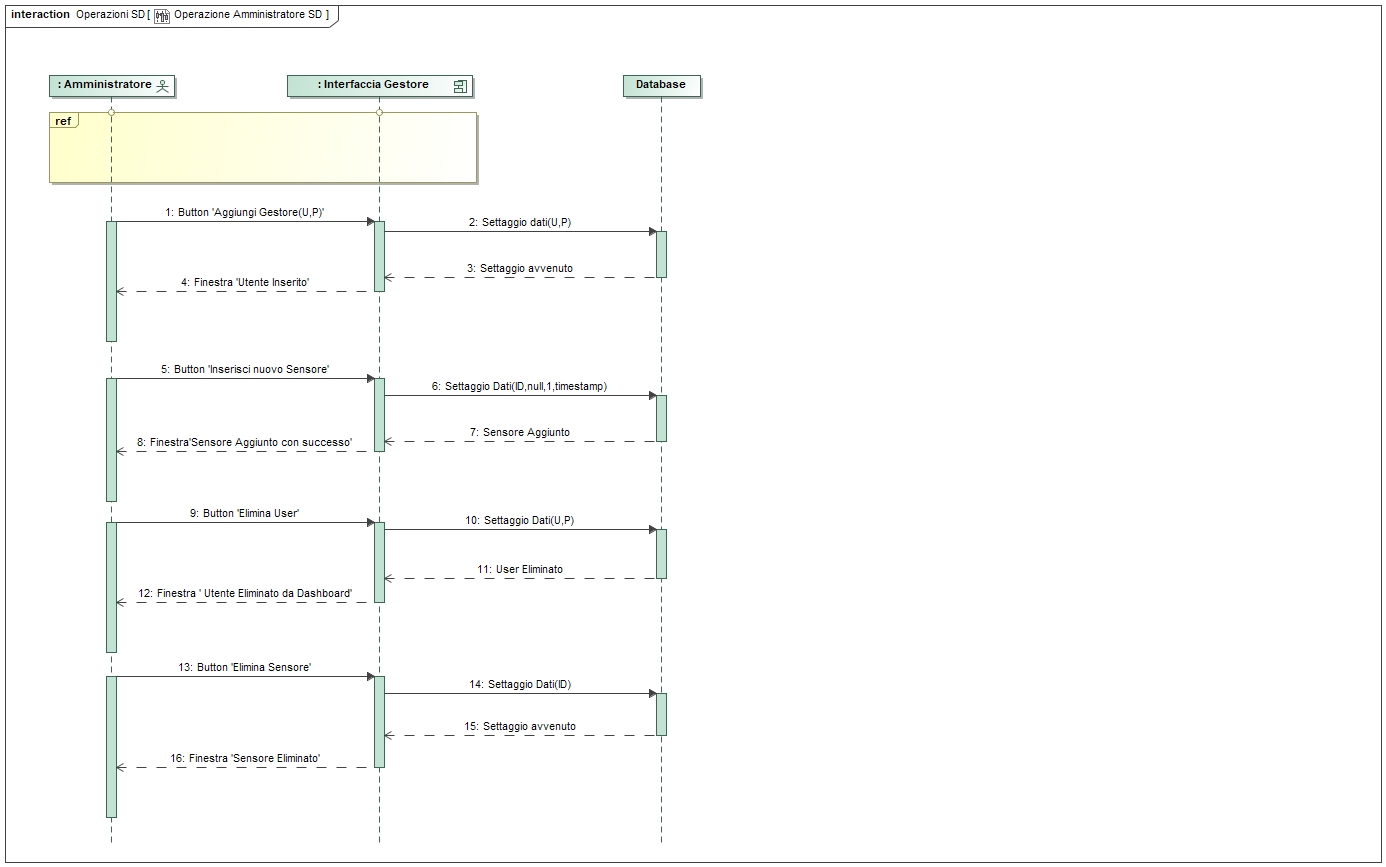 interaction Operazioni SD [ Operazione Amministratore SD ]
: Amministratore
: Interfaccia Gestore
Database
ref
1: Button 'Aggiungi Gestore(U,P)'
2: Settaggio dati(U,P)
3: Settaggio avvenuto
4: Finestra 'Utente Inserito'
5: Button 'Inserisci nuovo Sensore'
6: Settaggio Dati(ID,null,1,timestamp)
7: Sensore Aggiunto
8: Finestra'Sensore Aggiunto con successo'
9: Button 'Elimina User'
10: Settaggio Dati(U,P)
11: User Eliminato
12: Finestra ' Utente Eliminato da Dashboard'
13: Button 'Elimina Sensore'
14: Settaggio Dati(ID)
15: Settaggio avvenuto
16: Finestra 'Sensore Eliminato'